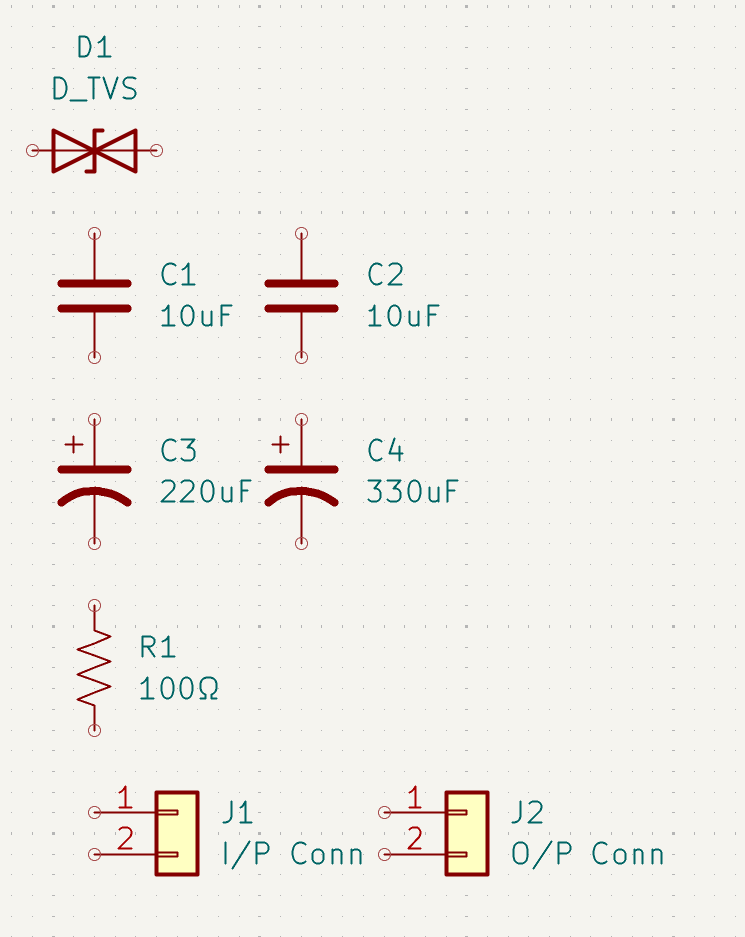 D1
D_TVS
C1
10uF
C2
10uF
+
C3
220uF
+
C4
330uF
R1
100Ω
1
2
J1
I/P Conn
1
2
J2
O/P Conn